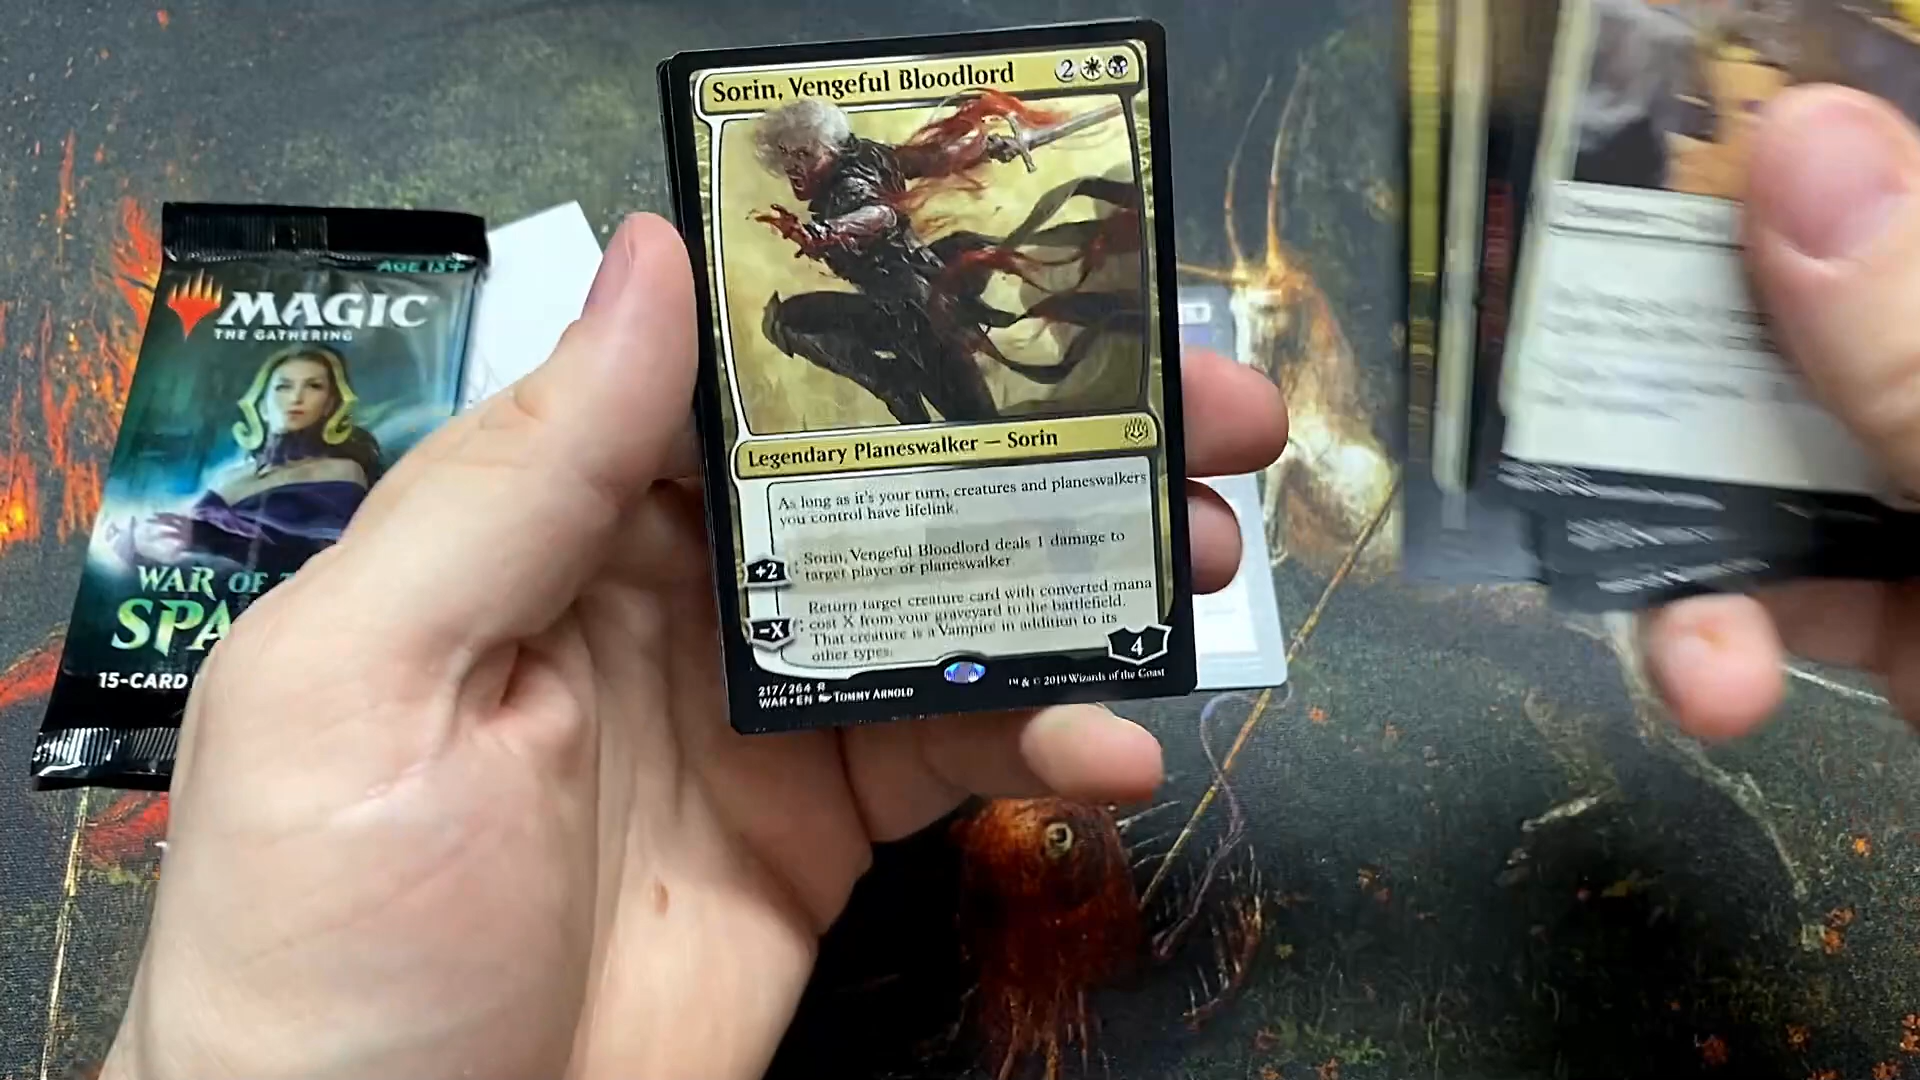 Sorin, Vengeful Bloodlord 2
Legendary Planeswalker — Sorin
As long as it's your turn, creatures and planeswalkers
you control have lifelink.
+2 : Sorin, Vengeful Bloodlord deals 1 damage to
target player or planeswalker.
Return target creature card with converted mana
−X : cost X from your graveyard to the battlefield.
That creature is a Vampire in addition to its
other types.
4
217/264 R
WAR • EN TOMMY ARNOLD
™ & © 2019 Wizards of the Coast
AGE 13+
MAGIC
THE GATHERING
WAR OF
SPA
15-CARD